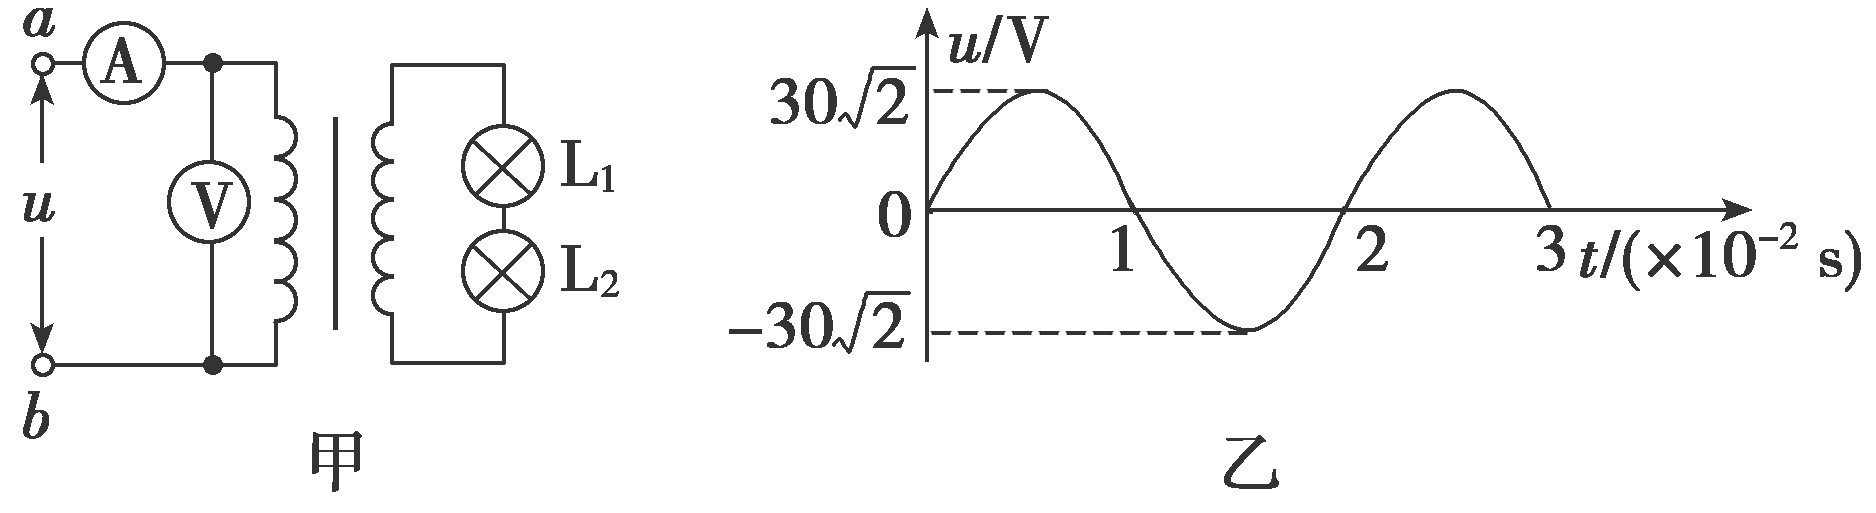 a
A
V
u
b
L₁
L₂
甲
u/V
30√2
0
1
2
3
t/(×10⁻² s)
−30√2
乙